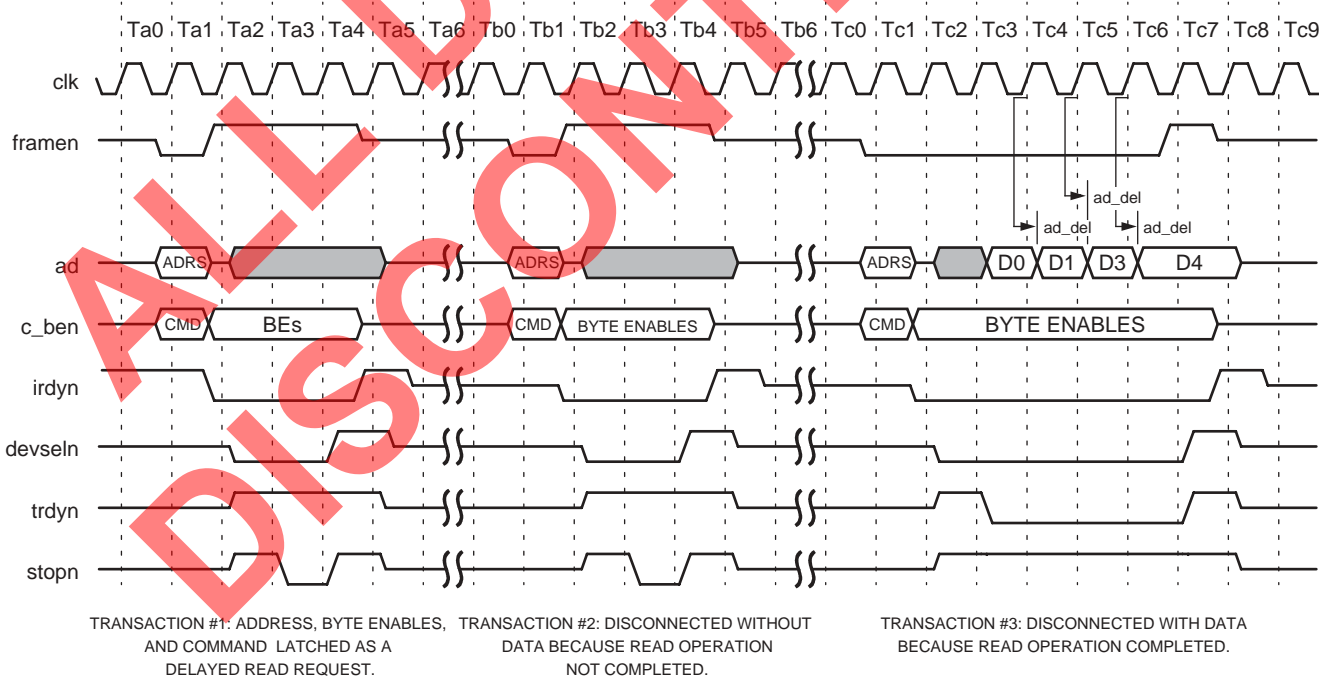 Ta0 Ta1 Ta2 Ta3 Ta4 Ta5 Ta6 Tb0 Tb1 Tb2 Tb3 Tb4 Tb5 Tb6 Tc0 Tc1 Tc2 Tc3 Tc4 Tc5 Tc6 Tc7 Tc8 Tc9
clk
framen
ad_del
ad_del ad_del
ad ADRS ADRS ADRS D0 D1 D3 D4
c_ben CMD BEs CMD BYTE ENABLES CMD BYTE ENABLES
irdyn
devseln
trdyn
stopn
TRANSACTION #1: ADDRESS, BYTE ENABLES,
AND COMMAND LATCHED AS A
DELAYED READ REQUEST.
TRANSACTION #2: DISCONNECTED WITHOUT
DATA BECAUSE READ OPERATION
NOT COMPLETED.
TRANSACTION #3: DISCONNECTED WITH DATA
BECAUSE READ OPERATION COMPLETED.
ALL D
DISCONT